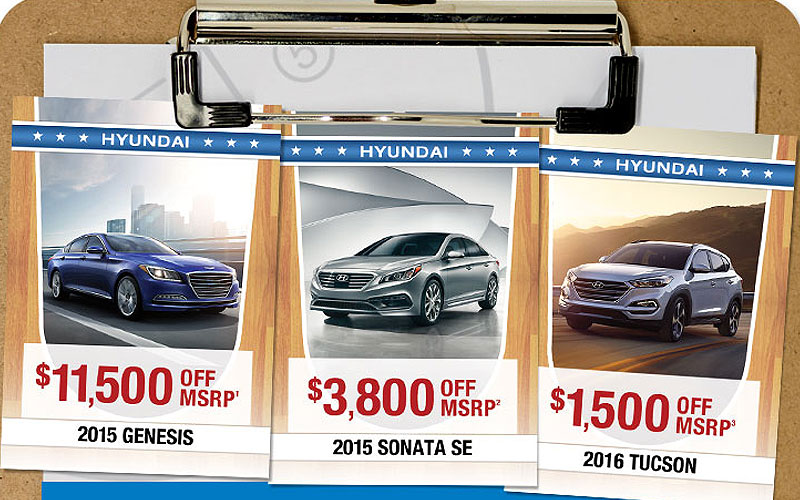 HYUNDAI
$11,500 OFF MSRP¹
2015 GENESIS
HYUNDAI
$3,800 OFF MSRP²
2015 SONATA SE
HYUNDAI
$1,500 OFF MSRP³
2016 TUCSON